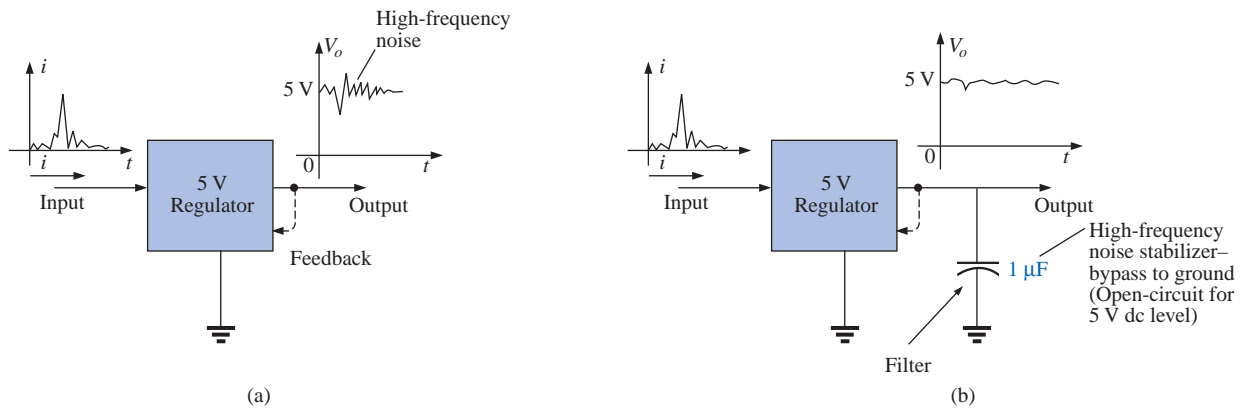 High-frequency
noise
V_o
5 V
0
t
i
t
i
Input
5 V
Regulator
Output
Feedback
(a)
V_o
5 V
0
t
i
t
i
Input
5 V
Regulator
Output
1 μF
High-frequency
noise stabilizer–
bypass to ground
(Open-circuit for
5 V dc level)
Filter
(b)